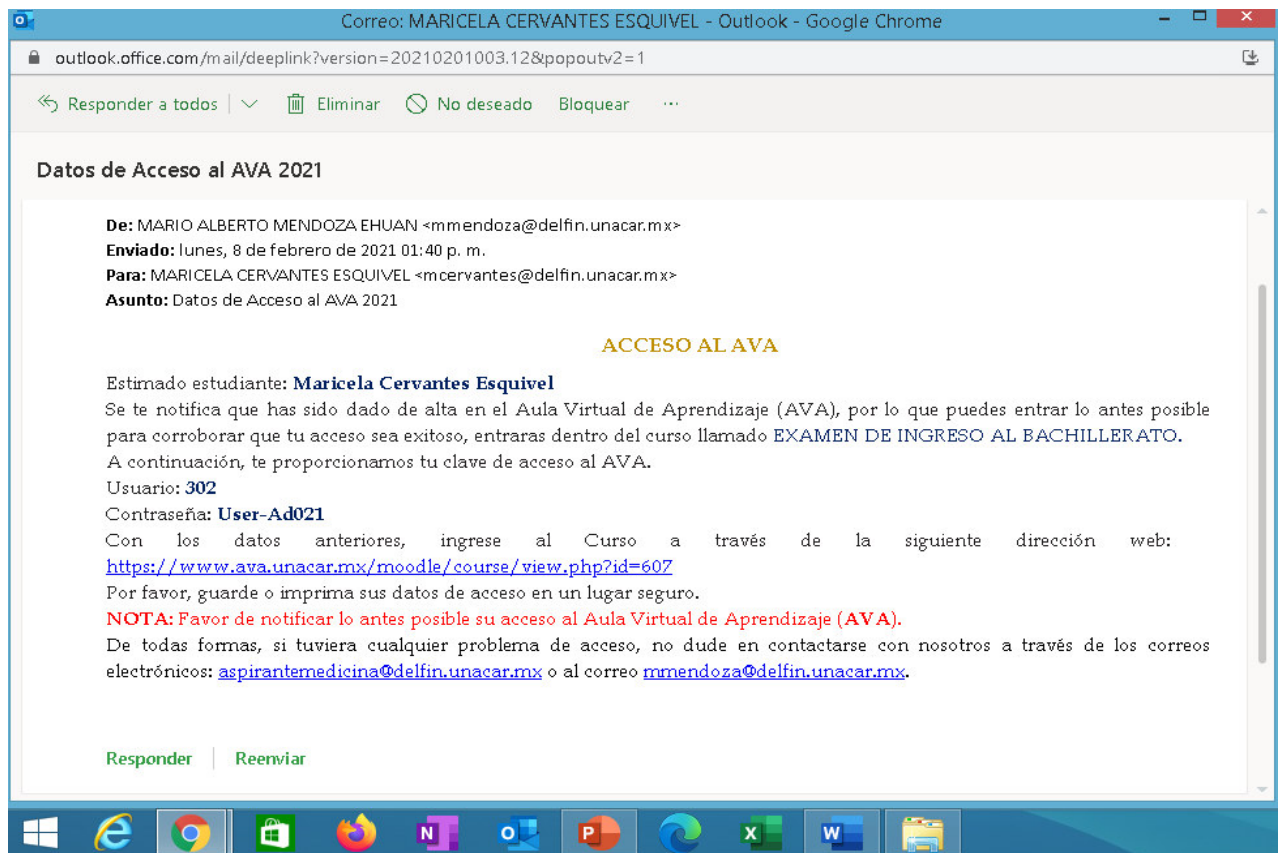 Correo: MARICELA CERVANTES ESQUIVEL - Outlook - Google Chrome
outlook.office.com/mail/deeplink?version=20210201003.12&popoutv2=1
Responder a todos Eliminar No deseado Bloquear ...
Datos de Acceso al AVA 2021
De: MARIO ALBERTO MENDOZA EHUAN <mmendoza@delfin.unacar.mx>
Enviado: lunes, 8 de febrero de 2021 01:40 p. m.
Para: MARICELA CERVANTES ESQUIVEL <mcervantes@delfin.unacar.mx>
Asunto: Datos de Acceso al AVA 2021
ACCESO AL AVA
Estimado estudiante: Maricela Cervantes Esquivel
Se te notifica que has sido dado de alta en el Aula Virtual de Aprendizaje (AVA), por lo que puedes entrar lo antes posible
para corroborar que tu acceso sea exitoso, entraras dentro del curso llamado EXAMEN DE INGRESO AL BACHILLERATO.
A continuación, te proporcionamos tu clave de acceso al AVA.
Usuario: 302
Contraseña: User-Ad021
Con los datos anteriores, ingrese al Curso a través de la siguiente dirección web:
https://www.ava.unacar.mx/moodle/course/view.php?id=607
Por favor, guarde o imprima sus datos de acceso en un lugar seguro.
NOTA: Favor de notificar lo antes posible su acceso al Aula Virtual de Aprendizaje (AVA).
De todas formas, si tuviera cualquier problema de acceso, no dude en contactarse con nosotros a través de los correos
electrónicos: aspirantemedicina@delfin.unacar.mx o al correo mmendoza@delfin.unacar.mx.
Responder Reenviar